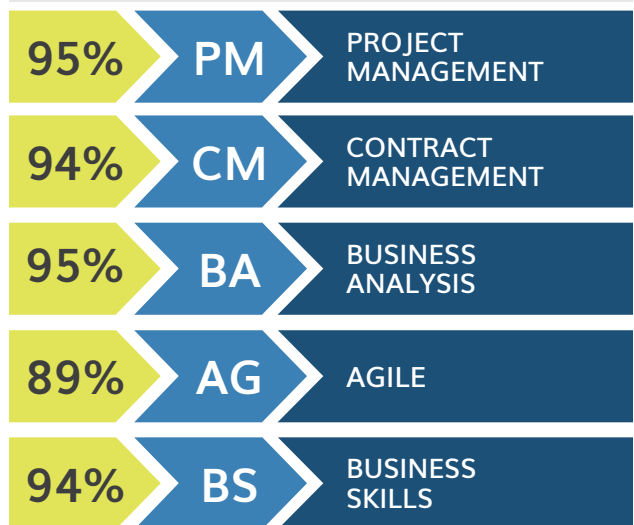 95% PM PROJECT
MANAGEMENT
94% CM CONTRACT
MANAGEMENT
95% BA BUSINESS
ANALYSIS
89% AG AGILE
94% BS BUSINESS
SKILLS